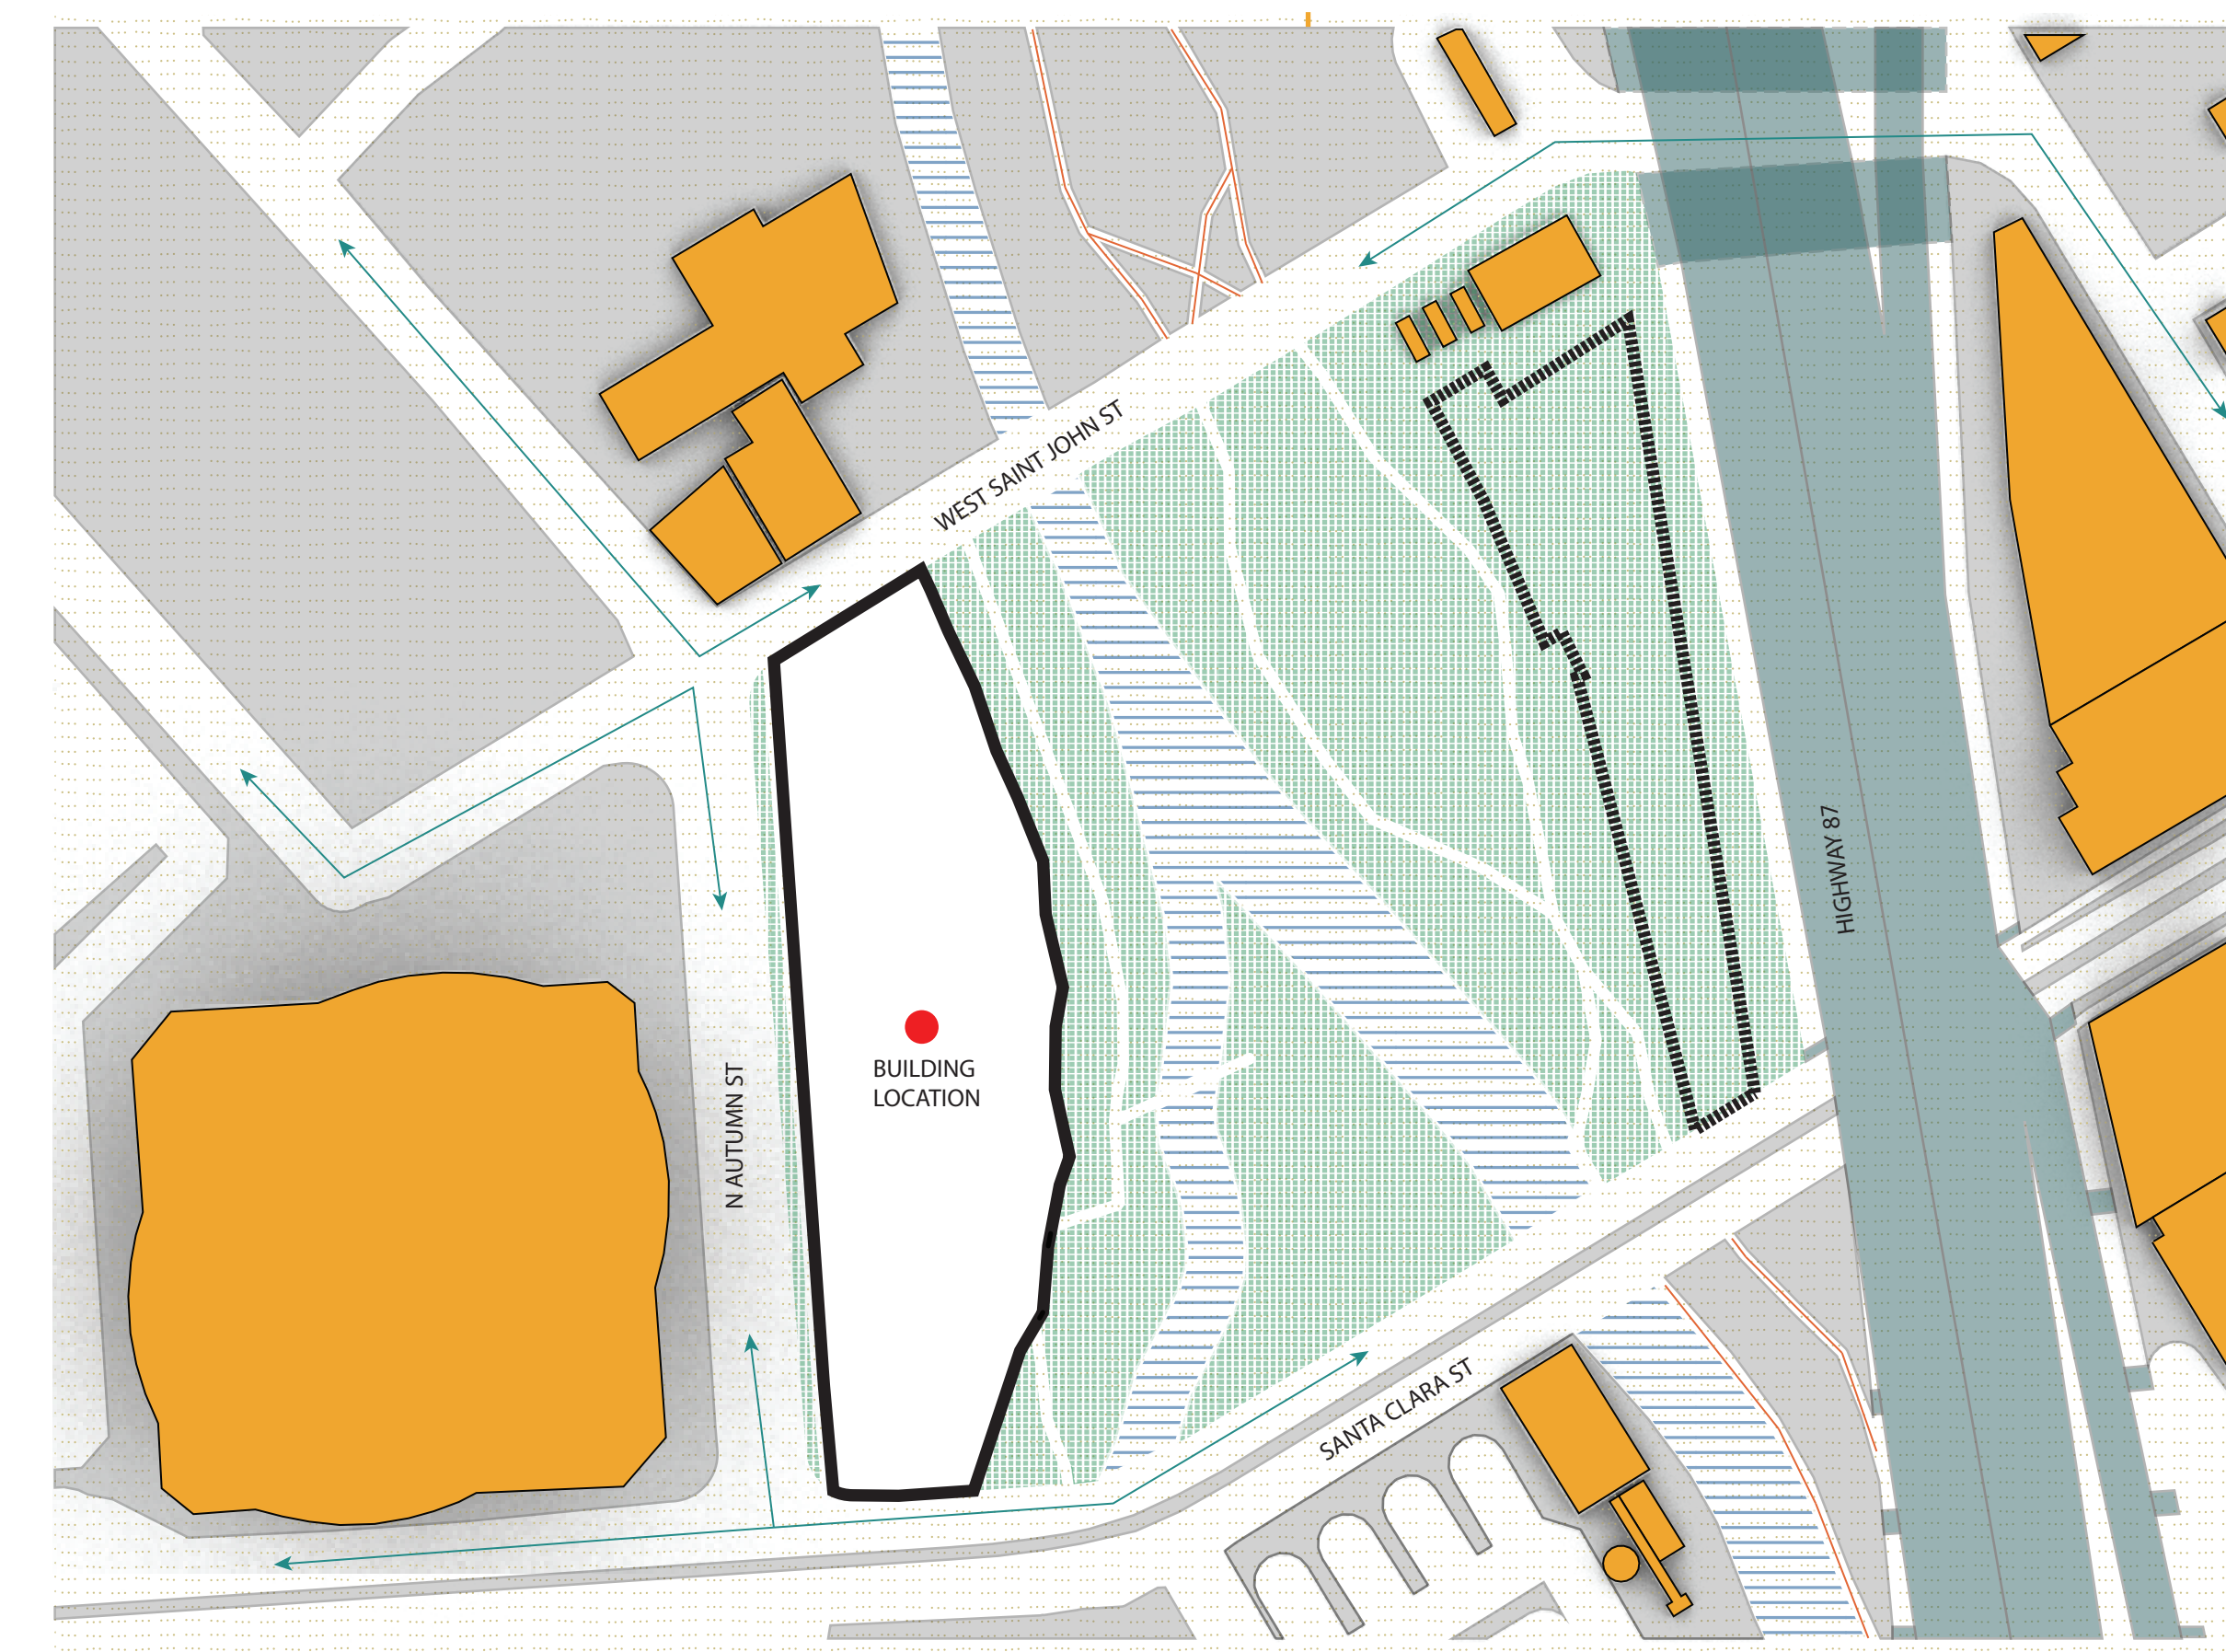 WEST SAINT JOHN ST
HIGHWAY 87
BUILDING
LOCATION
N AUTUMN ST
SANTA CLARA ST